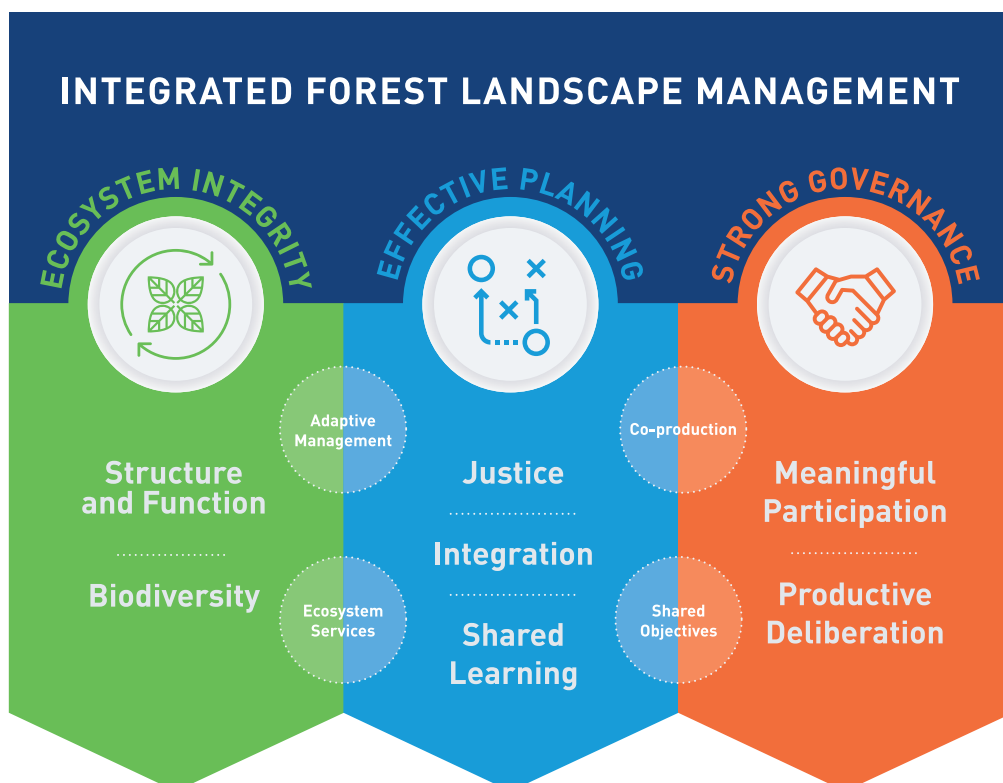 INTEGRATED FOREST LANDSCAPE MANAGEMENT
ECOSYSTEM INTEGRITY
EFFECTIVE PLANNING
STRONG GOVERNANCE
Structure
and Function
Biodiversity
Adaptive
Management
Ecosystem
Services
Justice
Integration
Shared
Learning
Co-production
Shared
Objectives
Meaningful
Participation
Productive
Deliberation